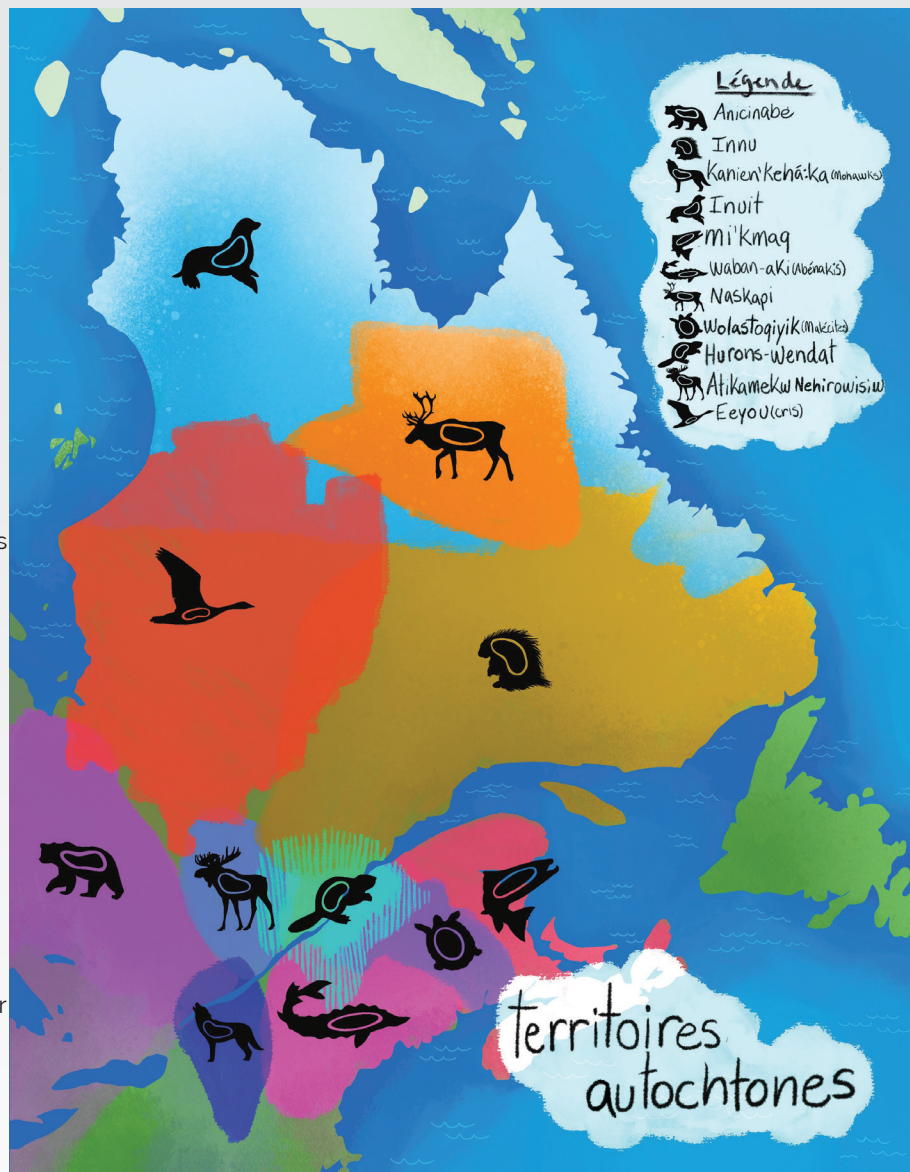 Légende
Anicinabe
Innu
Kanien'kehá:ka (Mohawks)
Inuit
Mi'kmaq
Waban-aki (Abénakis)
Naskapi
Wolastoqiyik (Malécites)
Hurons-Wendat
Atikamekw Nehirowisiw
Eeyou (cris)
s
r
territoires
autochtones